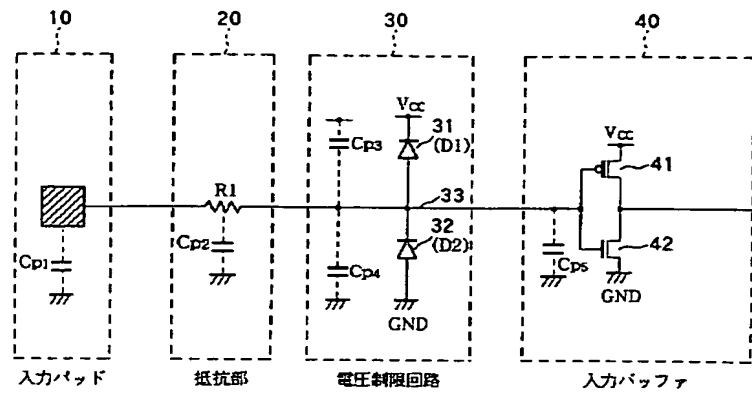 10
20
30
40
VCC
31
(D1)
CP3
R1
33
VCC
41
32
(D2)
CP1
CP2
CP4
CP5
42
GND
GND
入力パッド
抵抗部
電圧制限回路
入力バッファ